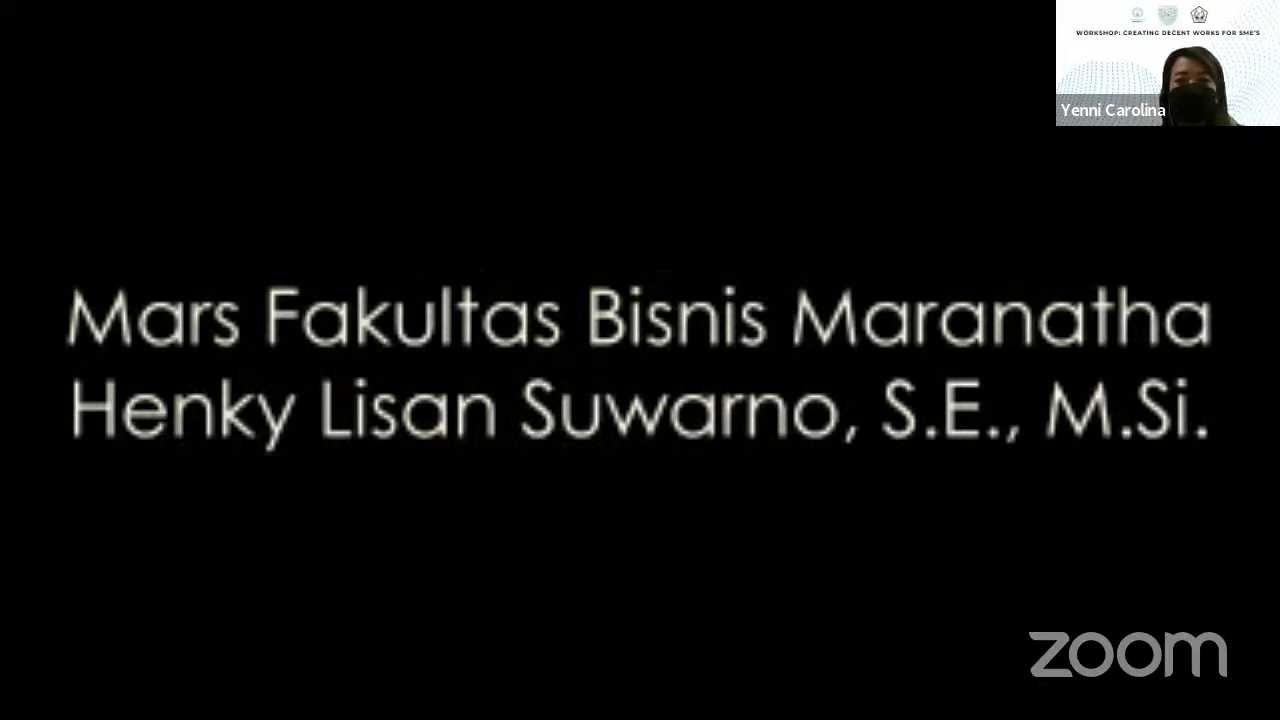 WORKSHOP: CREATING DECENT WORKS FOR SME'S
Yenni Carolina
Mars Fakultas Bisnis Maranatha
Henky Lisan Suwarno, S.E., M.Si.
zoom